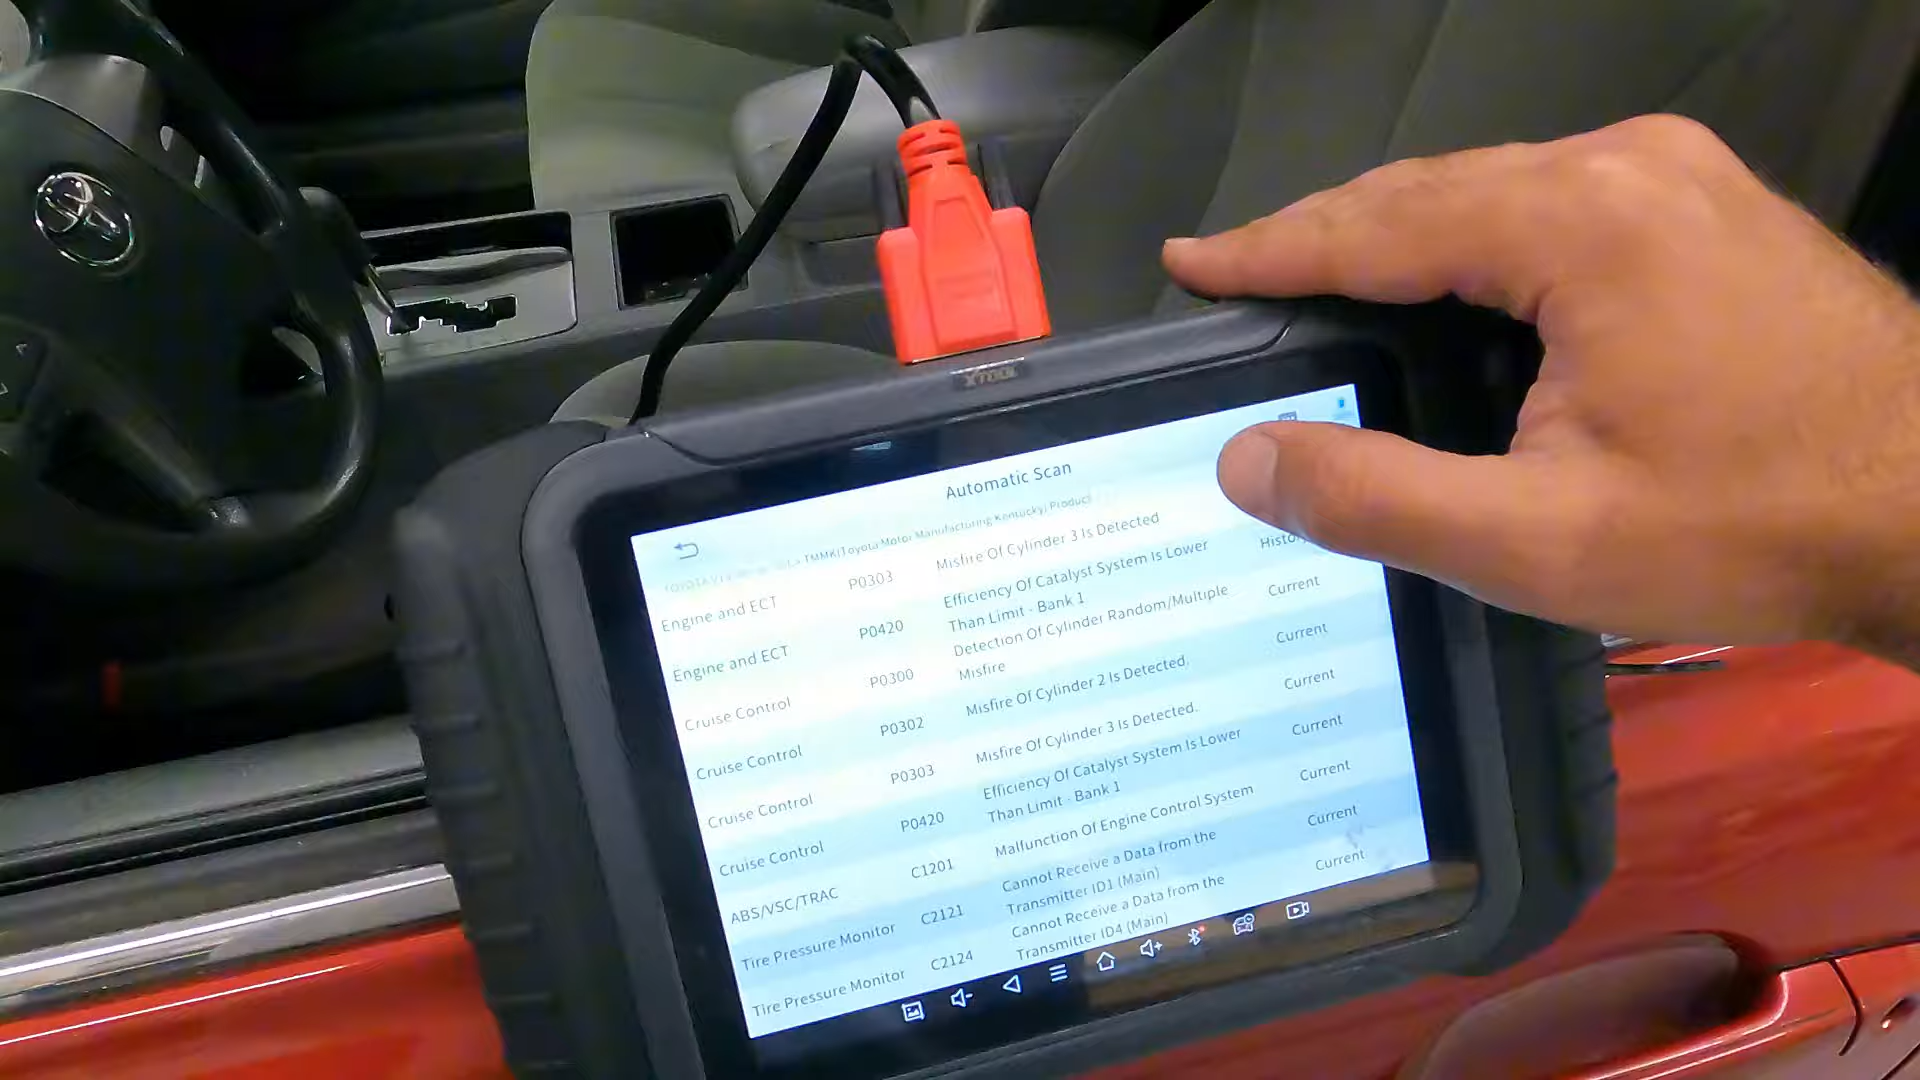 XTOOL
Automatic Scan
TMMK(Toyota Motor Manufacturing Kentucky) Product
Engine and ECT P0303 Misfire Of Cylinder 3 Is Detected
Engine and ECT P0420 Efficiency Of Catalyst System Is Lower
Than Limit - Bank 1
Cruise Control P0300 Detection Of Cylinder Random/Multiple Current
Misfire
Cruise Control P0302 Misfire Of Cylinder 2 Is Detected. Current
Cruise Control P0303 Misfire Of Cylinder 3 Is Detected. Current
Cruise Control P0420 Efficiency Of Catalyst System Is Lower Current
Than Limit - Bank 1
ABS/VSC/TRAC C1201 Malfunction Of Engine Control System Current
Tire Pressure Monitor C2121 Cannot Receive a Data from the Current
Transmitter ID1 (Main)
Tire Pressure Monitor C2124 Cannot Receive a Data from the Current
Transmitter ID4 (Main)